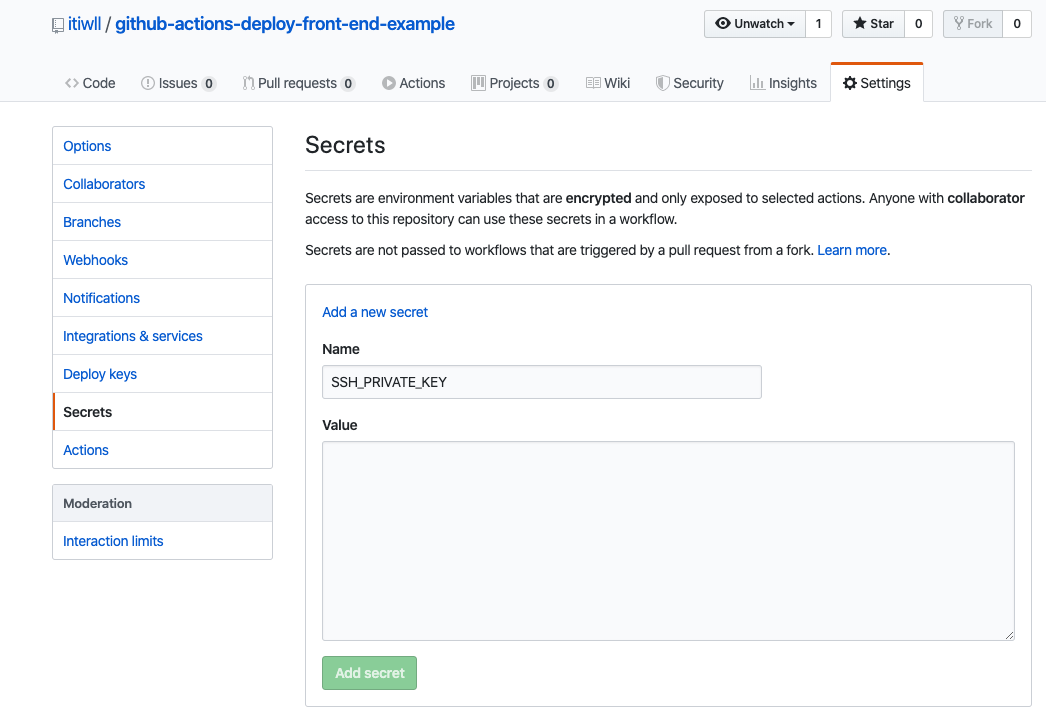 itiwll / github-actions-deploy-front-end-example
Unwatch 1 Star 0 Fork 0
Code Issues 0 Pull requests 0 Actions Projects 0 Wiki Security Insights Settings
Options
Collaborators
Branches
Webhooks
Notifications
Integrations & services
Deploy keys
Secrets
Actions
Moderation
Interaction limits
Secrets
Secrets are environment variables that are encrypted and only exposed to selected actions. Anyone with collaborator
access to this repository can use these secrets in a workflow.
Secrets are not passed to workflows that are triggered by a pull request from a fork. Learn more.
Add a new secret
Name
SSH_PRIVATE_KEY
Value
Add secret